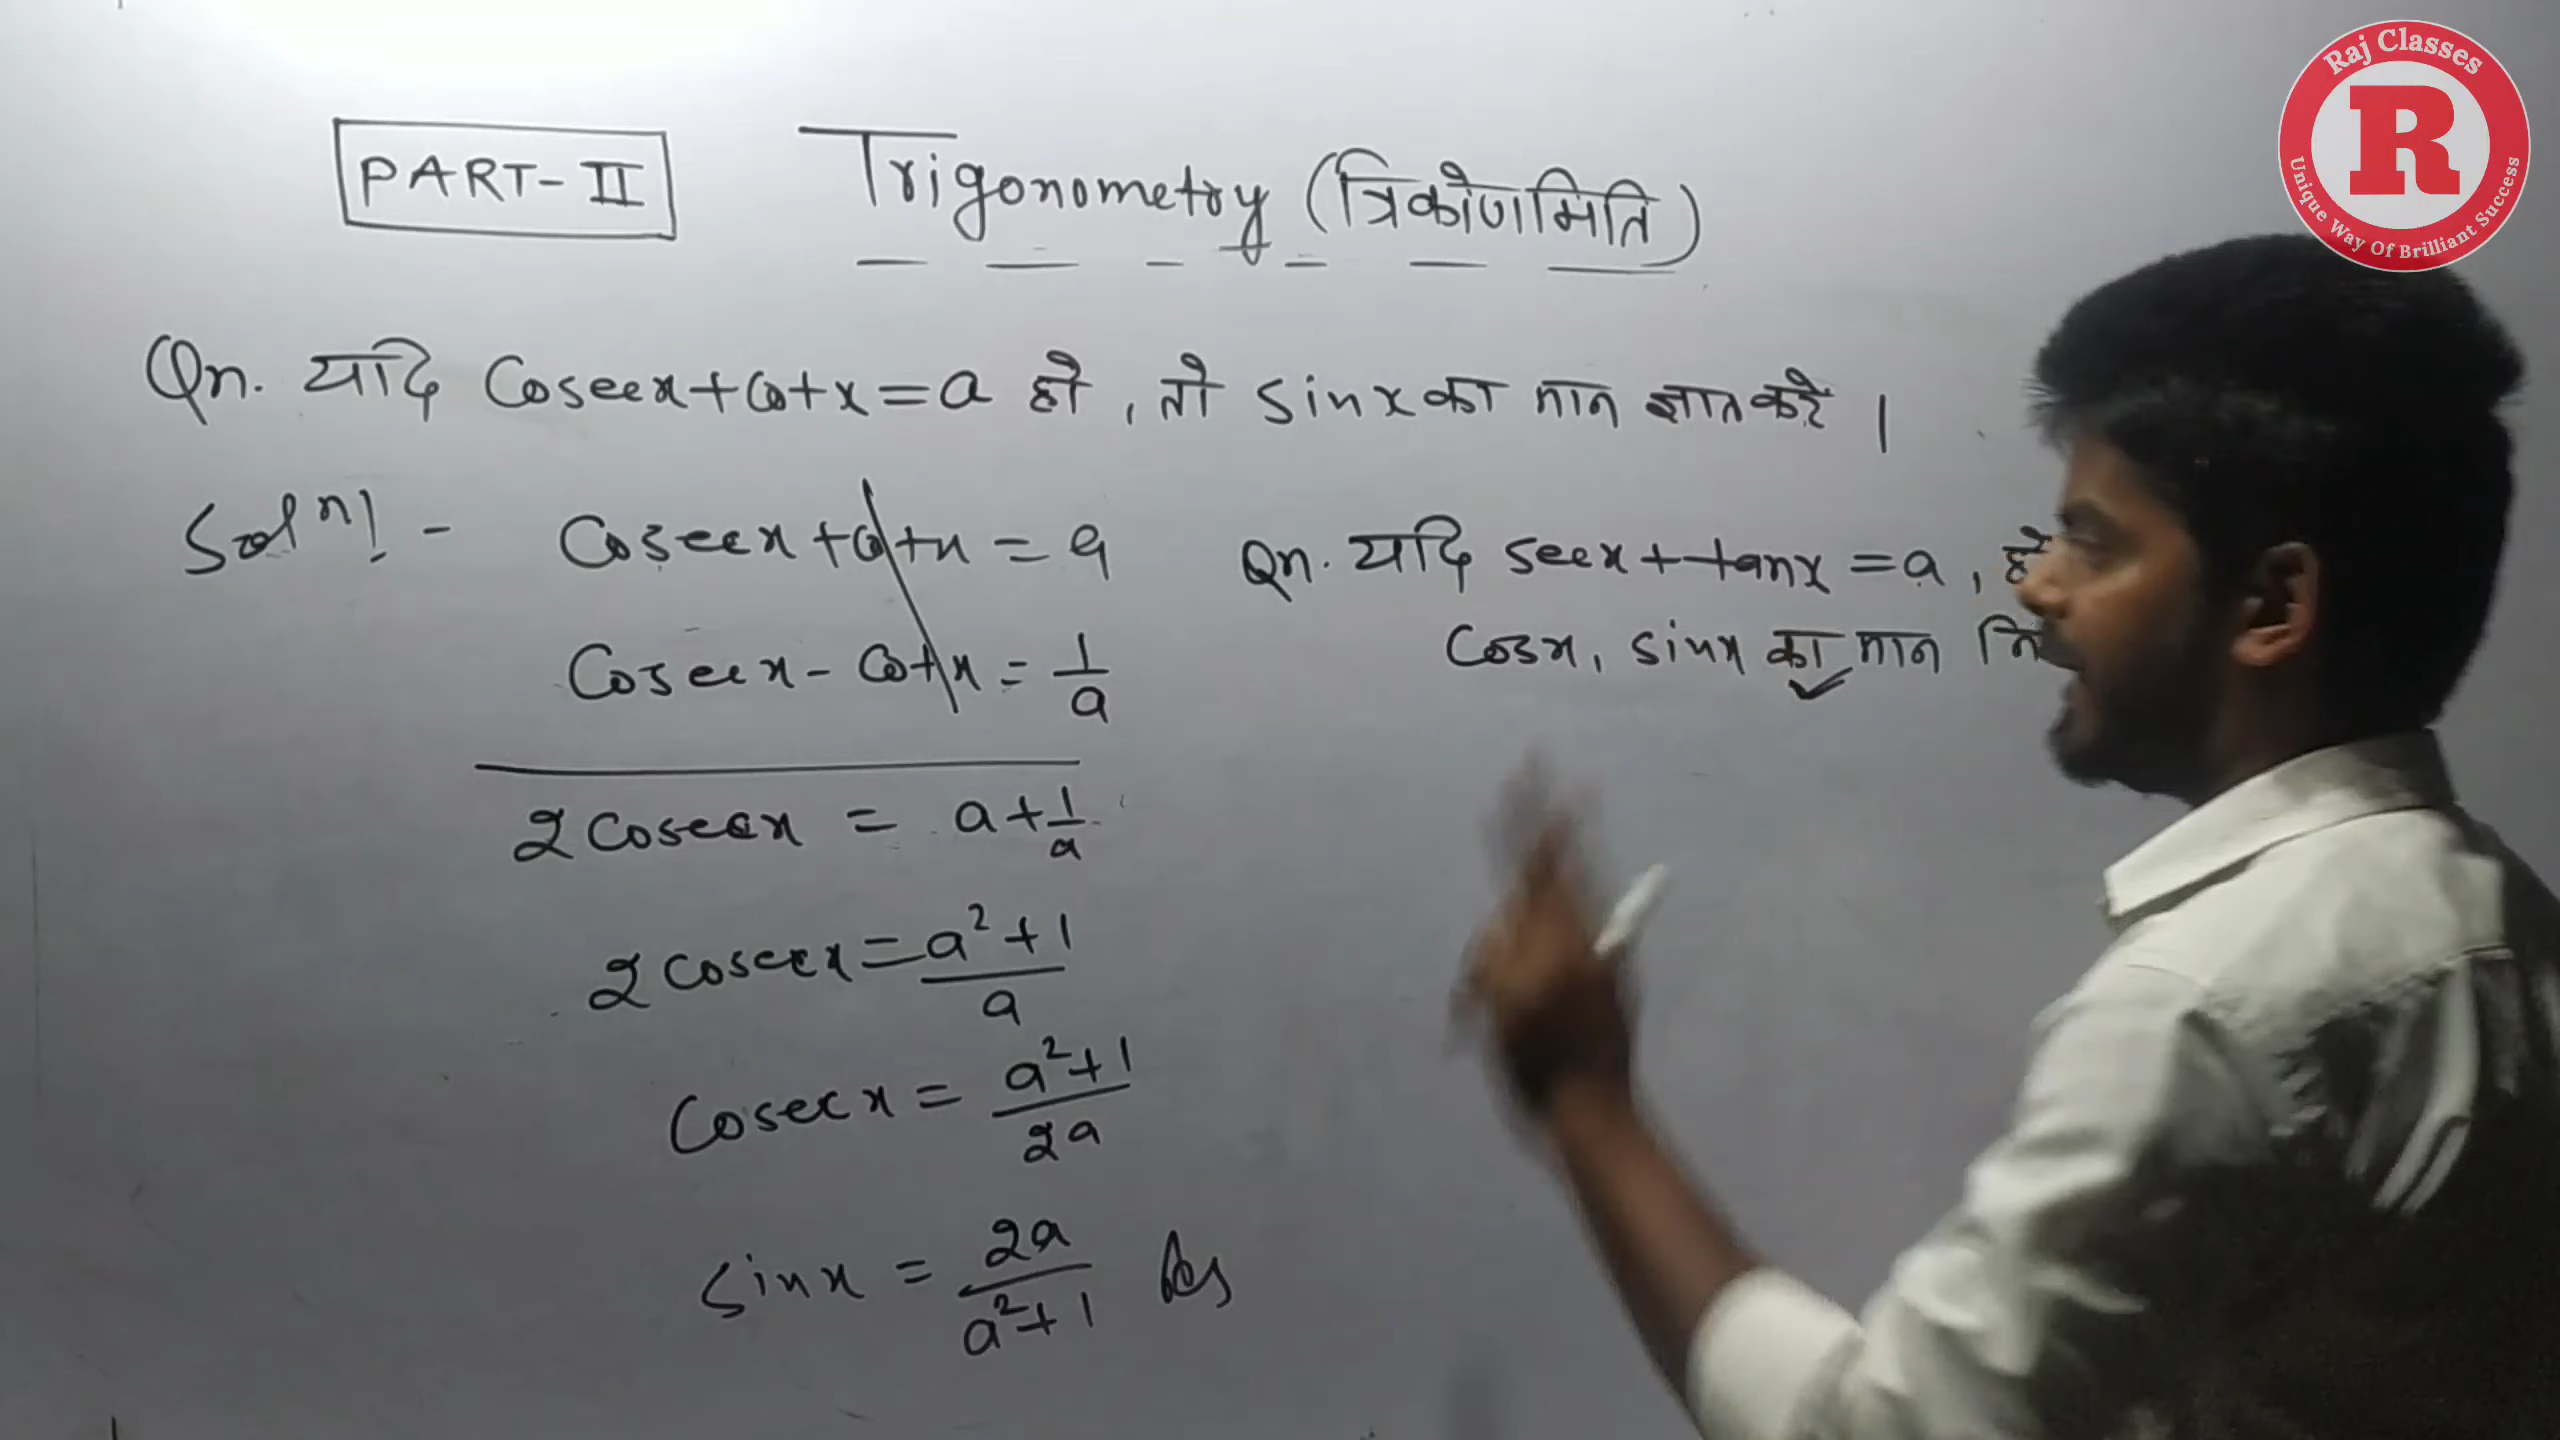 Raj Classes
R
Unique Way Of Brilliant Success
PART-II Trigonometry (त्रिकोणमिति)
Qn. यदि Cosecx+cotx=a हो, तो sinx का मान ज्ञात करें।
Solⁿ! - Cosecx+cotx = a
Cosecx - Cotx = 1/a
2 cosecx = a+1/a
2 cosecx = a²+1/a
Cosecx = a²+1/2a
Sinx = 2a/a²+1 Ans
Qn. यदि secx+tanx=a, हो
Cosx, sinx का मान